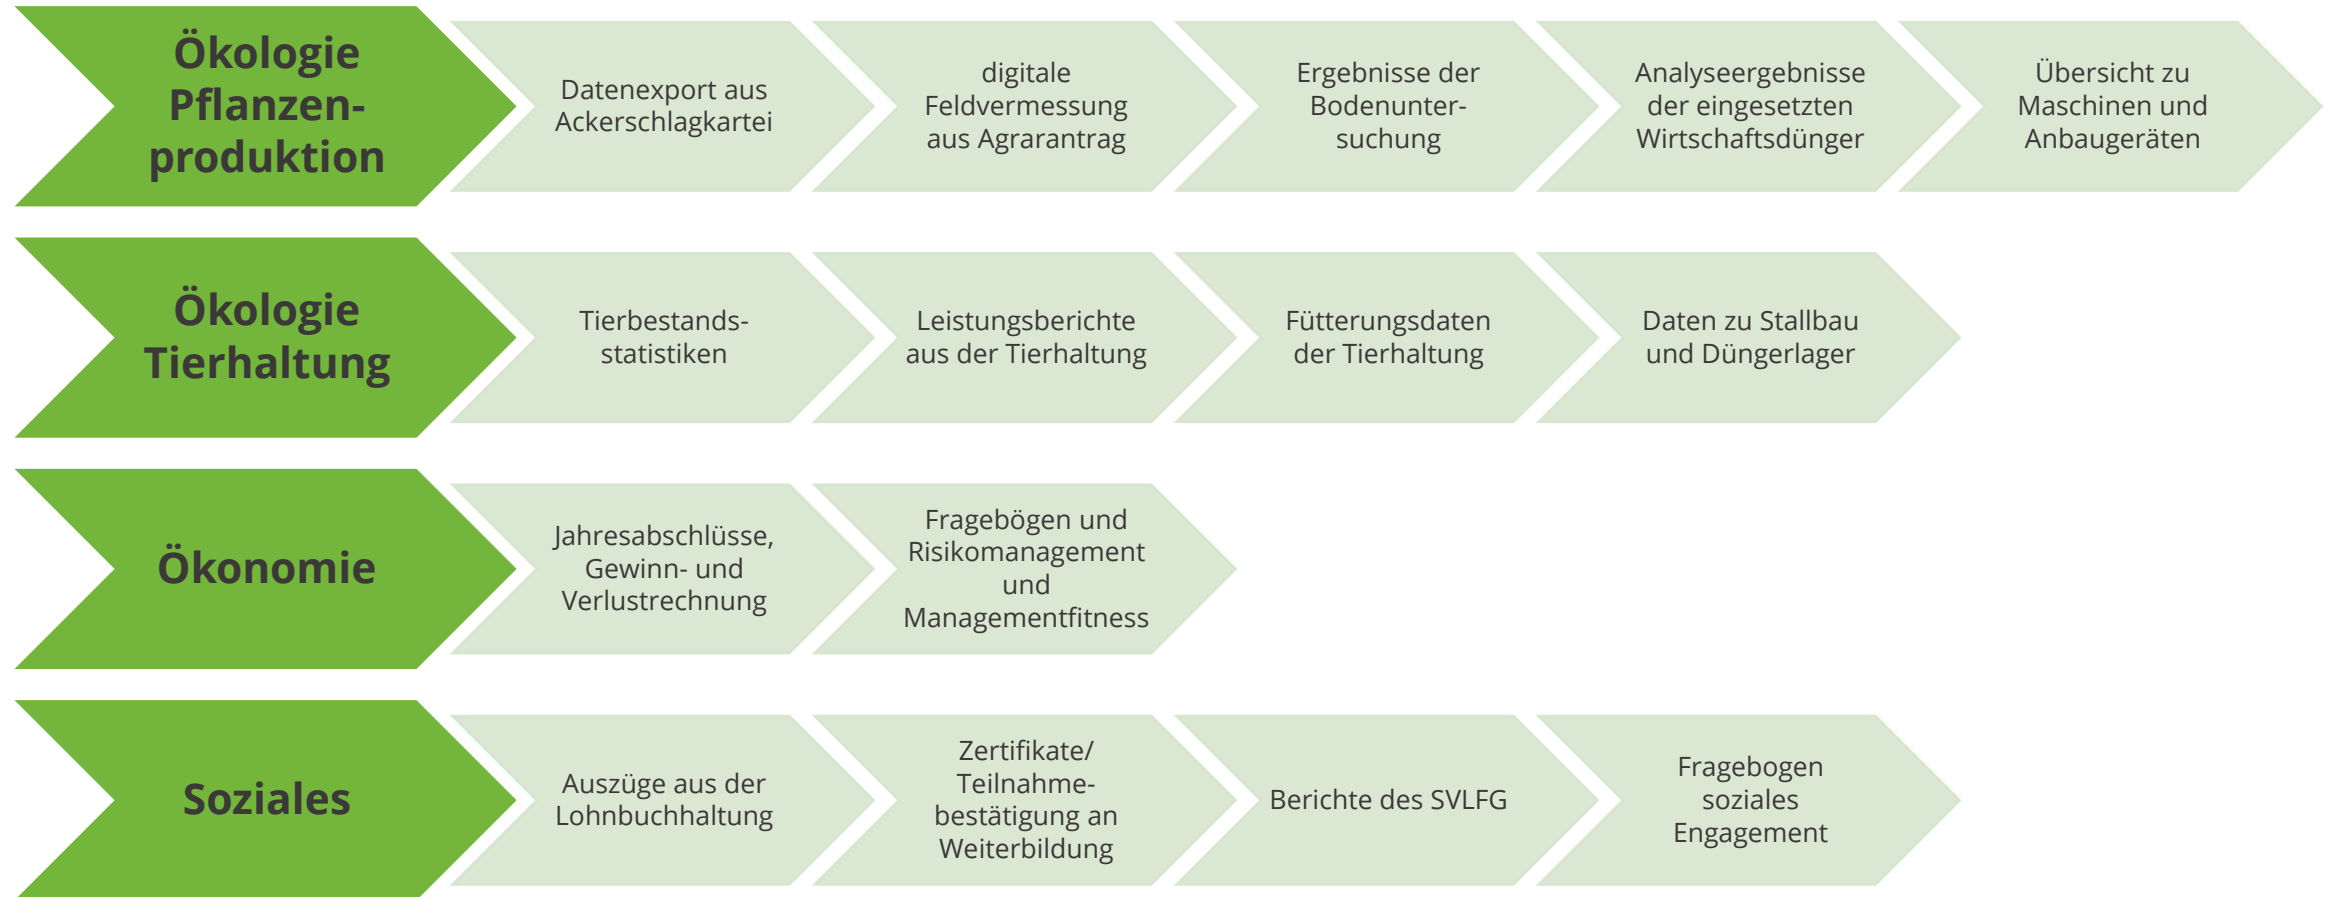 Ökologie
Pflanzen-
produktion
Datenexport aus
Ackerschlagkartei
digitale
Feldvermessung
aus Agrarantrag
Ergebnisse der
Bodenunter-
suchung
Analyseergebnisse
der eingesetzten
Wirtschaftsdünger
Übersicht zu
Maschinen und
Anbaugeräten
Ökologie
Tierhaltung
Tierbestands-
statistiken
Leistungsberichte
aus der Tierhaltung
Fütterungsdaten
der Tierhaltung
Daten zu Stallbau
und Düngerlager
Ökonomie
Jahresabschlüsse,
Gewinn- und
Verlustrechnung
Fragebögen und
Risikomanagement
und
Managementfitness
Soziales
Auszüge aus der
Lohnbuchhaltung
Zertifikate/
Teilnahme-
bestätigung an
Weiterbildung
Berichte des SVLFG
Fragebogen
soziales
Engagement